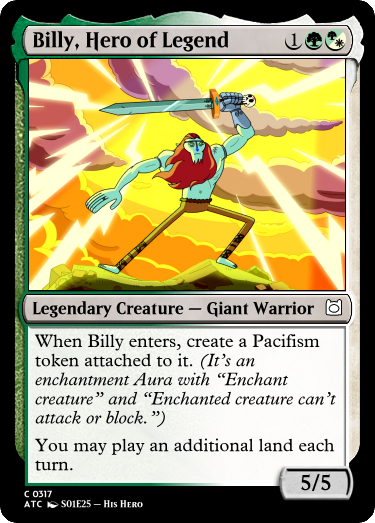 Billy, Hero of Legend 1
Legendary Creature — Giant Warrior
When Billy enters, create a Pacifism
token attached to it. (It's an
enchantment Aura with “Enchant
creature” and “Enchanted creature can't
attack or block.”)
You may play an additional land each
turn.
5/5
C 0317
ATC S01E25 – His Hero